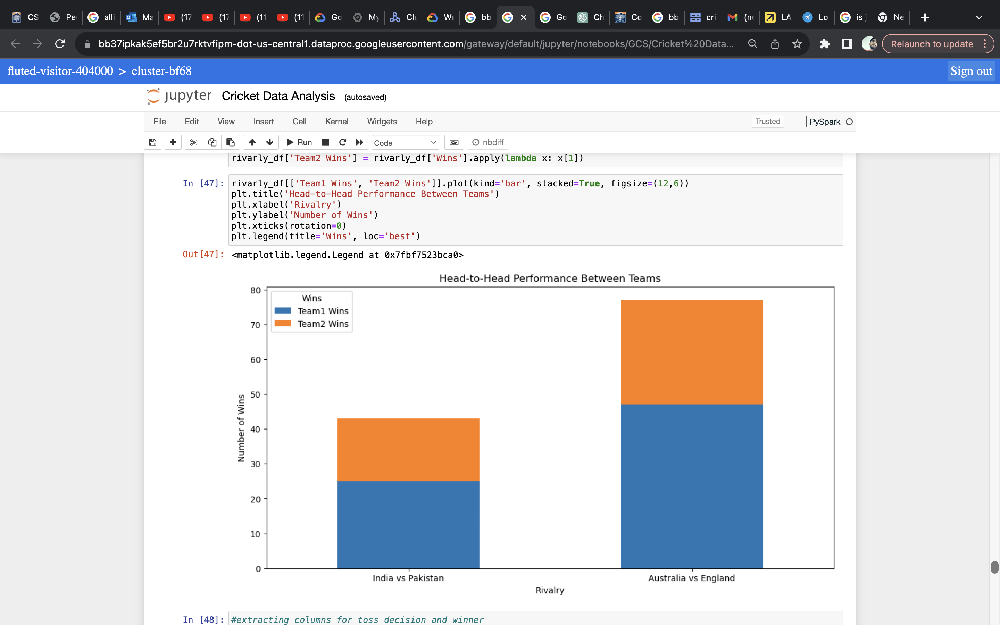 CS Pe alli Ma (17 (17 (11 (11 Go My Clu We bb Go Ch Co bb cri (no LA Lo is j Ne
bb37ipkak5ef5br2u7rktvfipm-dot-us-central1.dataproc.googleusercontent.com/gateway/default/jupyter/notebooks/GCS/Cricket%20Data... Relaunch to update
fluted-visitor-404000 > cluster-bf68 Sign out
jupyter Cricket Data Analysis (autosaved)
File Edit View Insert Cell Kernel Widgets Help Trusted PySpark
Run Code nbdiff
rivarly_df['Team2 Wins'] = rivarly_df['Wins'].apply(lambda x: x[1])
In [47]: rivarly_df[['Team1 Wins', 'Team2 Wins']].plot(kind='bar', stacked=True, figsize=(12,6))
plt.title('Head-to-Head Performance Between Teams')
plt.xlabel('Rivalry')
plt.ylabel('Number of Wins')
plt.xticks(rotation=0)
plt.legend(title='Wins', loc='best')
Out[47]: <matplotlib.legend.Legend at 0x7fbf7523bca0>
Head-to-Head Performance Between Teams
Wins
Team1 Wins
Team2 Wins
80
70
60
50
40
30
20
10
0
Number of Wins
India vs Pakistan Australia vs England
Rivalry
In [48]: #extracting columns for toss decision and winner